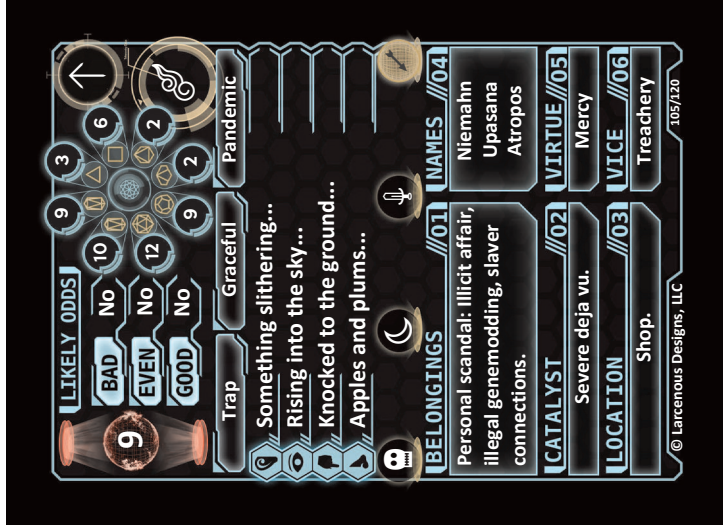 9
LIKELY ODDS
BAD No
EVEN No
GOOD No
9 3
10 6
12 2
9 2
Trap Graceful Pandemic
Something slithering...
Rising into the sky...
Knocked to the ground...
Apples and plums...
BELONGINGS //01
Personal scandal: Illicit affair,
illegal genemodding, slaver
connections.
NAMES //04
Niemahn
Upasana
Atropos
CATALYST //02
Severe deja vu.
VIRTUE //05
Mercy
LOCATION //03
Shop.
VICE //06
Treachery
© Larcenous Designs, LLC
105/120